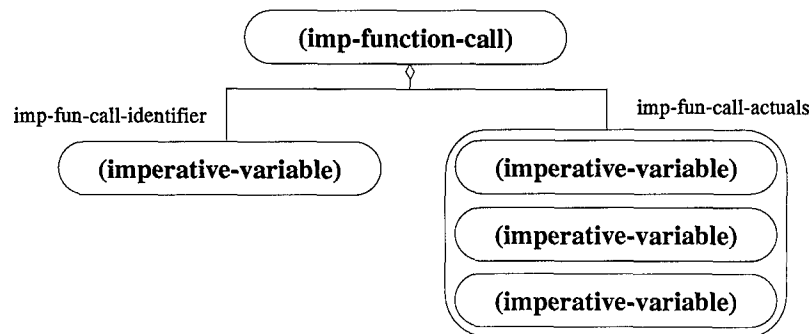 (imp-function-call)
imp-fun-call-identifier
imp-fun-call-actuals
(imperative-variable)
(imperative-variable)
(imperative-variable)
(imperative-variable)